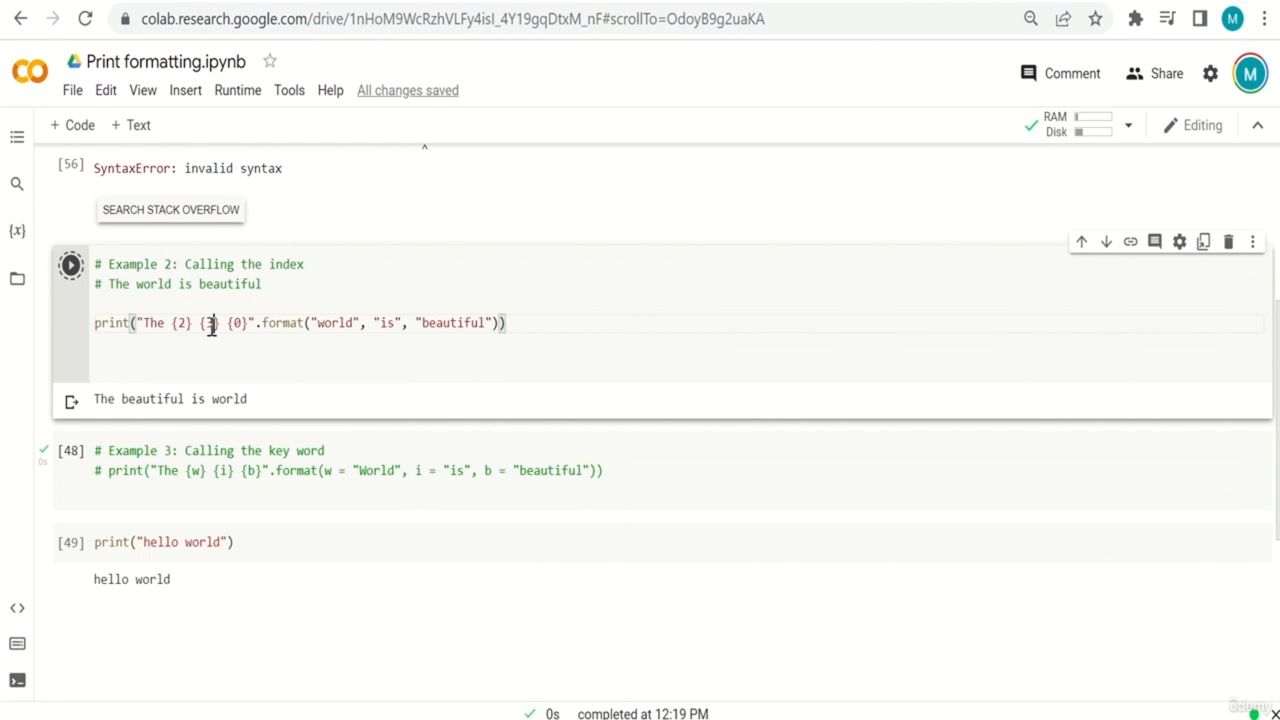 colab.research.google.com/drive/1nHoM9WcRzhVLFy4isI_4Y19gqDtxM_nF#scrollTo=OdoyB9g2uaKA
M
CO
Print formatting.ipynb
File Edit View Insert Runtime Tools Help All changes saved
Comment Share M
+ Code + Text
RAM
Disk
Editing
^
[56] SyntaxError: invalid syntax
SEARCH STACK OVERFLOW
{x}
# Example 2: Calling the index
# The world is beautiful
print("The {2} { } {0}".format("world", "is", "beautiful"))
The beautiful is world
[48] # Example 3: Calling the key word
0s
# print("The {w} {i} {b}".format(w = "World", i = "is", b = "beautiful"))
[49] print("hello world")
hello world
0s completed at 12:19 PM
udemy